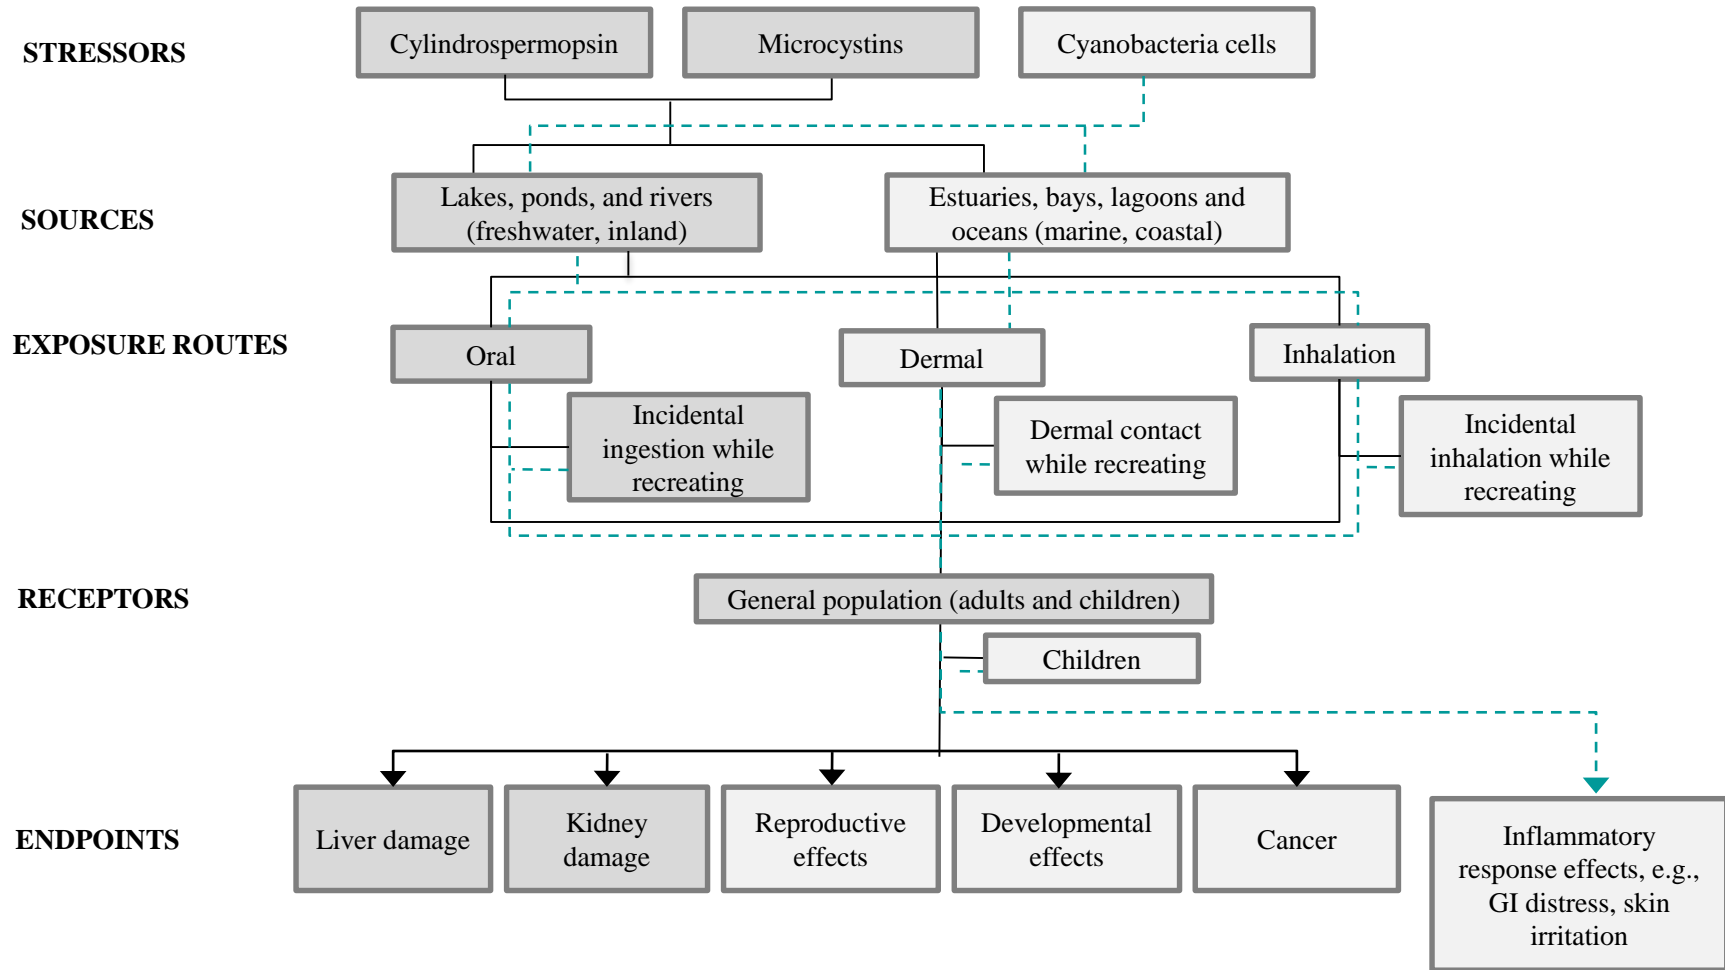 STRESSORS
Cylindrospermopsin
Microcystins
Cyanobacteria cells
SOURCES
Lakes, ponds, and rivers
(freshwater, inland)
Estuaries, bays, lagoons and
oceans (marine, coastal)
EXPOSURE ROUTES
Oral
Dermal
Inhalation
Incidental
ingestion while
recreating
Dermal contact
while recreating
Incidental
inhalation while
recreating
RECEPTORS
General population (adults and children)
Children
ENDPOINTS
Liver damage
Kidney
damage
Reproductive
effects
Developmental
effects
Cancer
Inflammatory
response effects, e.g.,
GI distress, skin
irritation